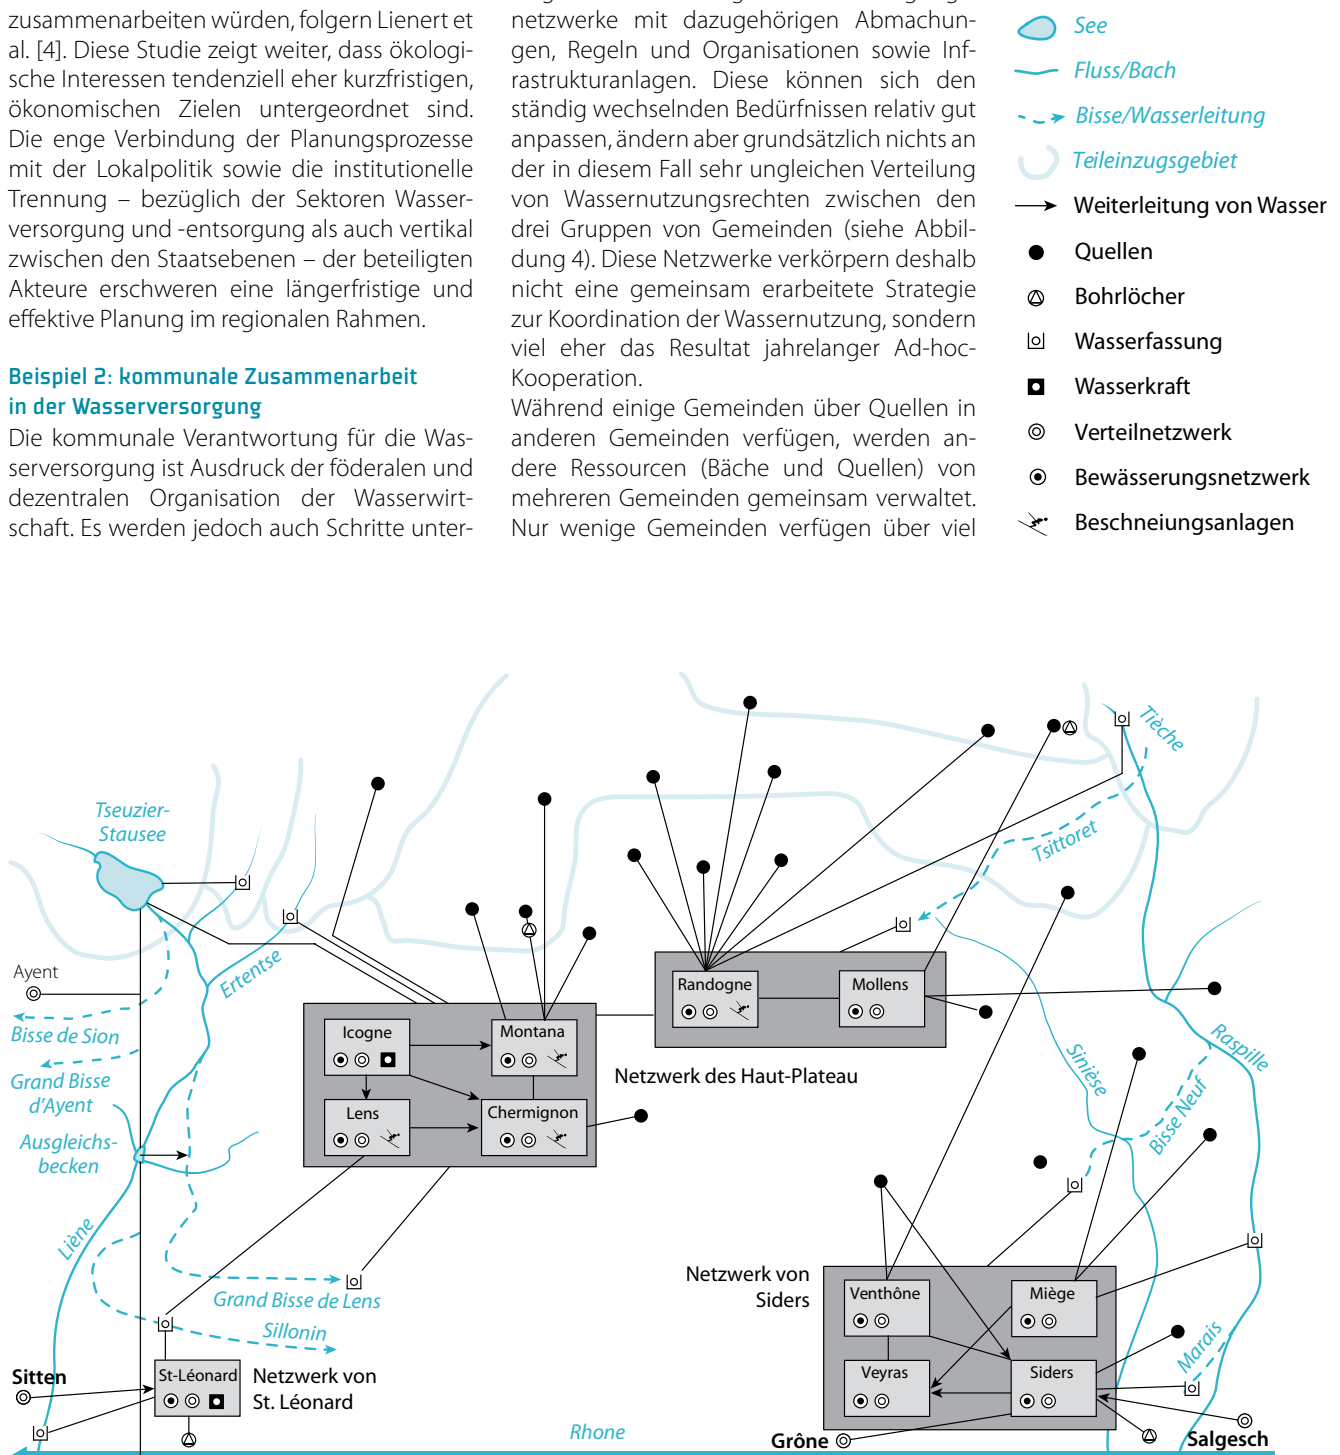 zusammenarbeiten würden, folgern Lienert et
al. [4]. Diese Studie zeigt weiter, dass ökologi-
sche Interessen tendenziell eher kurzfristigen,
ökonomischen Zielen untergeordnet sind.
Die enge Verbindung der Planungsprozesse
mit der Lokalpolitik sowie die institutionelle
Trennung – bezüglich der Sektoren Wasser-
versorgung und -entsorgung als auch vertikal
zwischen den Staatsebenen – der beteiligten
Akteure erschweren eine längerfristige und
effektive Planung im regionalen Rahmen.
Beispiel 2: kommunale Zusammenarbeit
in der Wasserversorgung
Die kommunale Verantwortung für die Was-
serversorgung ist Ausdruck der föderalen und
dezentralen Organisation der Wasserwirt-
schaft. Es werden jedoch auch Schritte unter-
netzwerke mit dazugehörigen Abmachun-
gen, Regeln und Organisationen sowie Inf-
rastrukturanlagen. Diese können sich den
ständig wechselnden Bedürfnissen relativ gut
anpassen, ändern aber grundsätzlich nichts an
der in diesem Fall sehr ungleichen Verteilung
von Wassernutzungsrechten zwischen den
drei Gruppen von Gemeinden (siehe Abbil-
dung 4). Diese Netzwerke verkörpern deshalb
nicht eine gemeinsam erarbeitete Strategie
zur Koordination der Wassernutzung, sondern
viel eher das Resultat jahrelanger Ad-hoc-
Kooperation.
Während einige Gemeinden über Quellen in
anderen Gemeinden verfügen, werden an-
dere Ressourcen (Bäche und Quellen) von
mehreren Gemeinden gemeinsam verwaltet.
Nur wenige Gemeinden verfügen über viel
See
Fluss/Bach
Bisse/Wasserleitung
Teileinzugsgebiet
Weiterleitung von Wasser
Quellen
Bohrlöcher
Wasserfassung
Wasserkraft
Verteilnetzwerk
Bewässerungsnetzwerk
Beschneiungsanlagen
Tièche
Tseuzier-
Stausee
Tsittoret
Ayent
Ertentse
Bisse de Sion
Grand Bisse
d'Ayent
Ausgleichs-
becken
Liène
Icogne
Montana
Lens
Chermignon
Randogne
Mollens
Netzwerk des Haut-Plateau
Sinièse
Raspille
Bisse Neuf
Grand Bisse de Lens
Sillonin
Netzwerk von
Siders
Venthône
Miège
Veyras
Siders
Marais
Sitten
St-Léonard
Netzwerk von
St. Léonard
Rhone
Grône
Salgesch